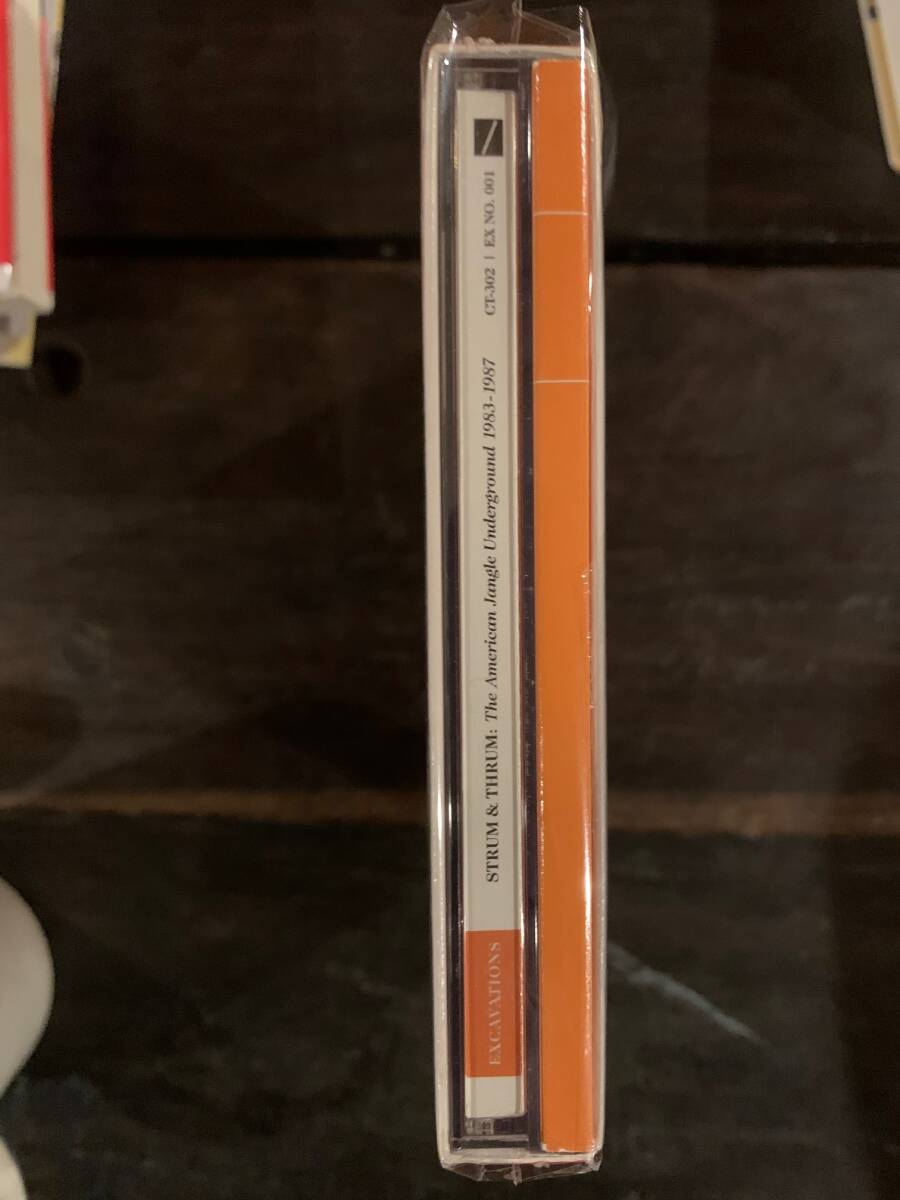 EXCAVATIONS
STRUM & THRUM: The American Jangle Underground 1983-1987
CT-302 | EX NO. 001